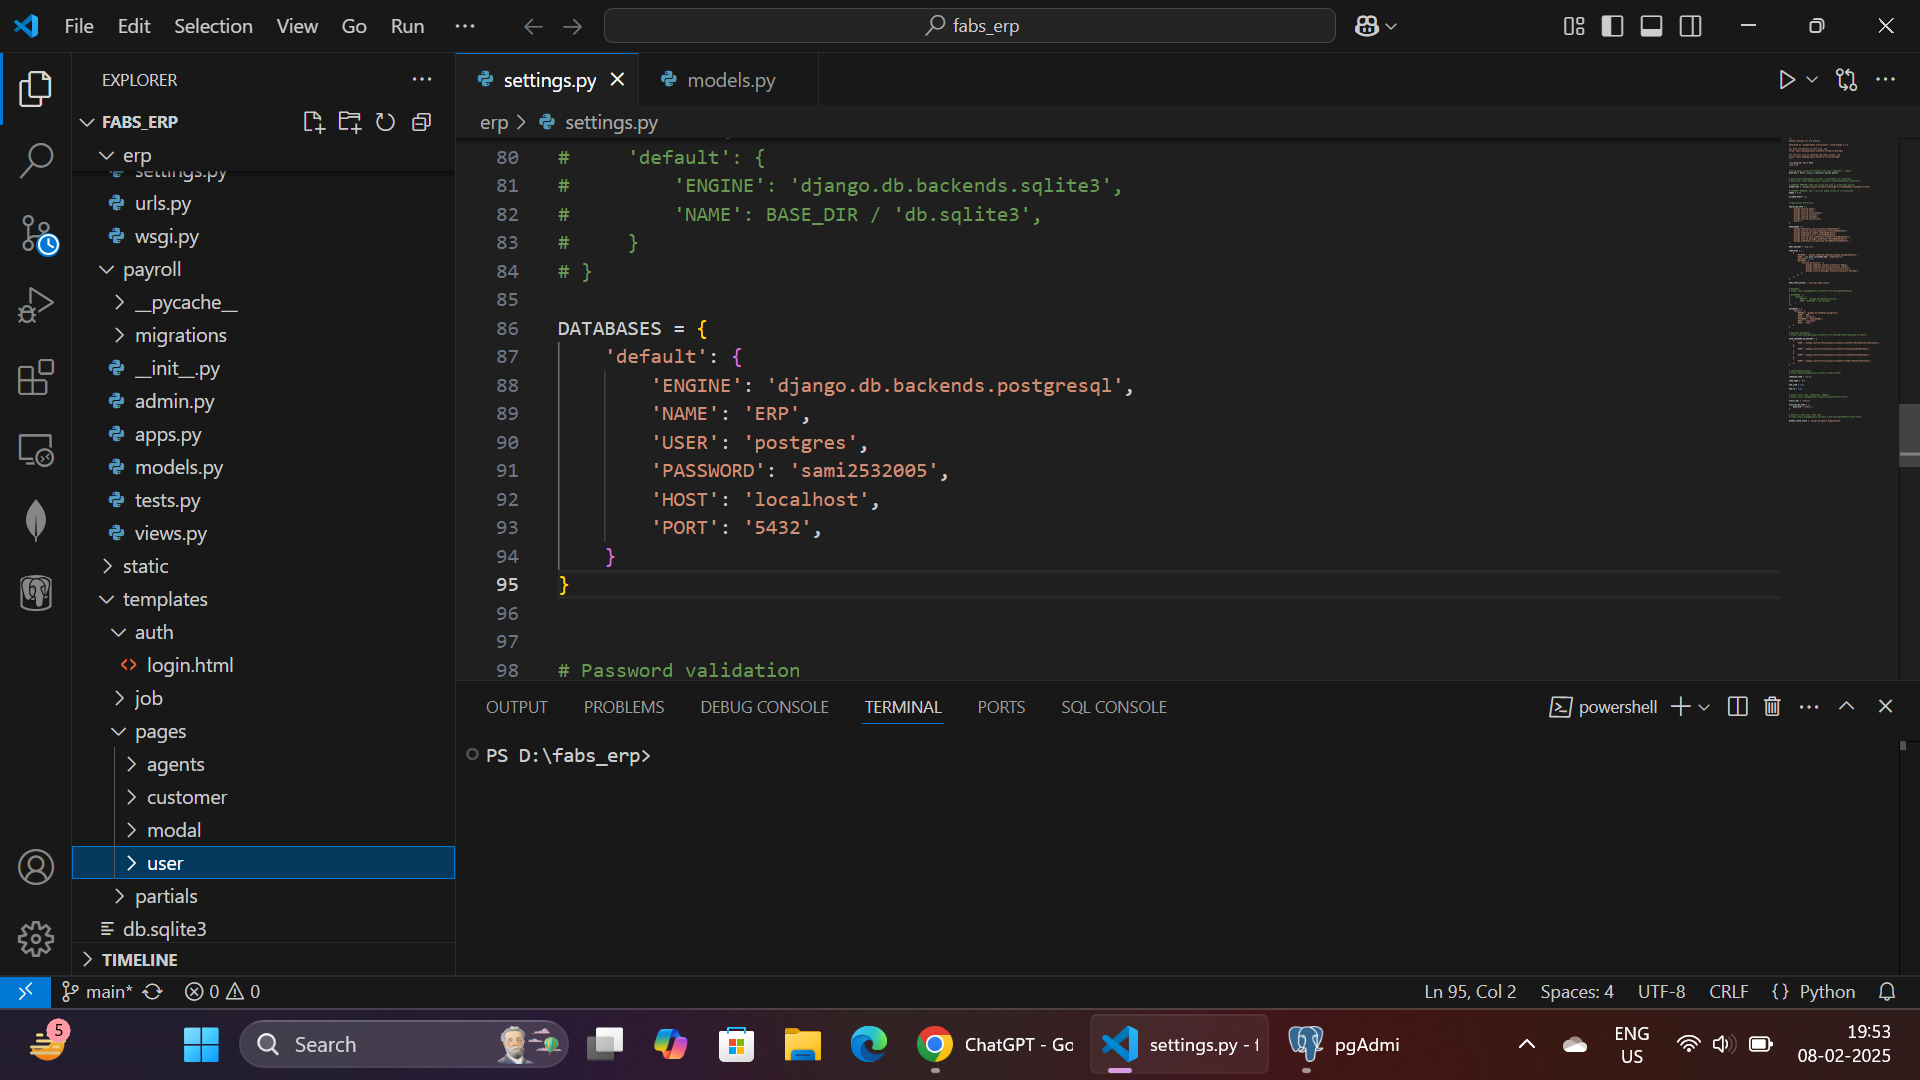 File Edit Selection View Go Run
fabs_erp
EXPLORER
FABS_ERP
erp
settings.py
urls.py
wsgi.py
payroll
__pycache__
migrations
__init__.py
admin.py
apps.py
models.py
tests.py
views.py
static
templates
auth
<> login.html
job
pages
agents
customer
modal
user
partials
db.sqlite3
TIMELINE
settings.py
models.py
erp > settings.py
80 #     'default': {
81 #         'ENGINE': 'django.db.backends.sqlite3',
82 #         'NAME': BASE_DIR / 'db.sqlite3',
83 #     }
84 # }
85
86 DATABASES = {
87     'default': {
88         'ENGINE': 'django.db.backends.postgresql',
89         'NAME': 'ERP',
90         'USER': 'postgres',
91         'PASSWORD': 'sami2532005',
92         'HOST': 'localhost',
93         'PORT': '5432',
94     }
95 }
96
97
98 # Password validation
OUTPUT PROBLEMS DEBUG CONSOLE TERMINAL PORTS SQL CONSOLE
powershell
PS D:\fabs_erp>
main* 0 0
Ln 95, Col 2 Spaces: 4 UTF-8 CRLF {} Python
5
Search
ChatGPT - Go
settings.py - f
pgAdmi
ENG
US
19:53
08-02-2025